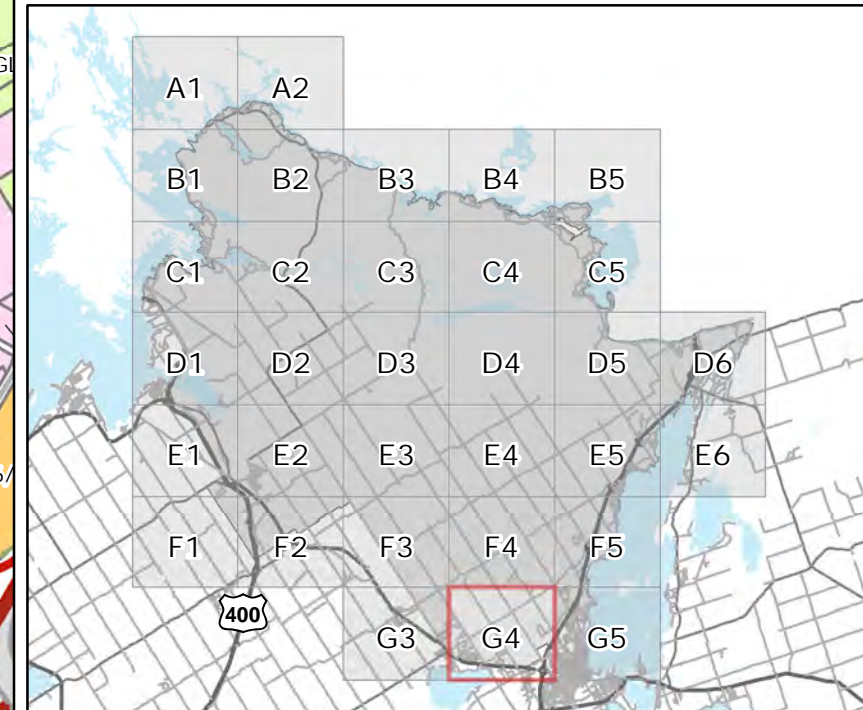 A1 A2
B1 B2 B3 B4 B5
C1 C2 C3 C4 C5
D1 D2 D3 D4 D5 D6
E1 E2 E3 E4 E5 E6
F1 F2 F3 F4 F5
400
G3 G4 G5